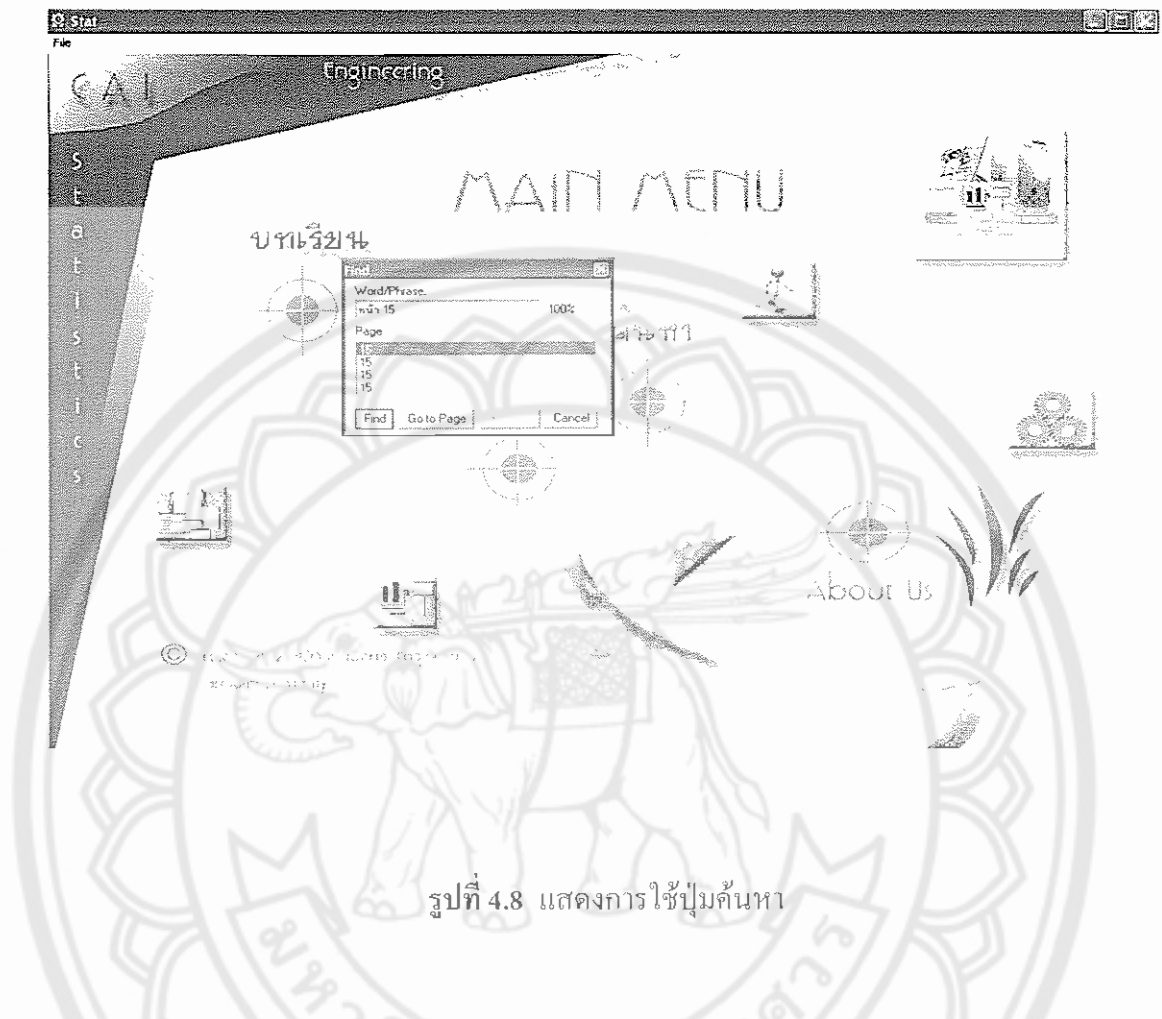 Stat
File
CAI
Engineering
Statistics
MAIN MENU
บทเรียน
Find
Word/Phrase
หน้า 15
100%
Page
15
15
15
15
Find
Go to Page
Cancel
About Us
©
รูปที่ 4.8 แสดงการใช้ปุ่มค้นหา